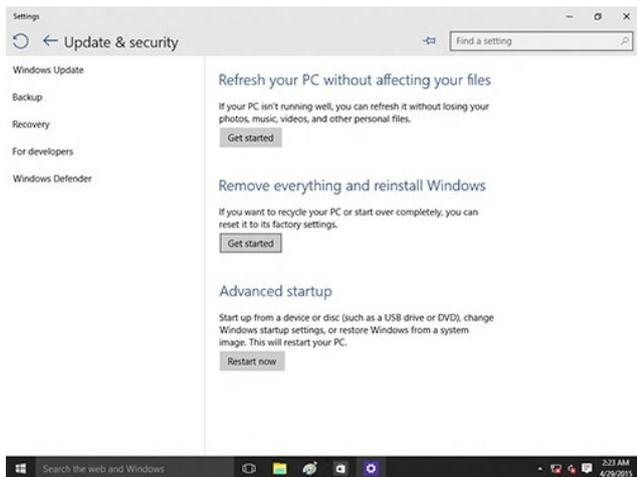 Settings
Update & security
Find a setting
Windows Update
Backup
Recovery
For developers
Windows Defender
Refresh your PC without affecting your files
If your PC isn't running well, you can refresh it without losing your
photos, music, videos, and other personal files.
Get started
Remove everything and reinstall Windows
If you want to recycle your PC or start over completely, you can
reset it to its factory settings.
Get started
Advanced startup
Start up from a device or disc (such as a USB drive or DVD), change
Windows startup settings, or restore Windows from a system
image. This will restart your PC.
Restart now
Search the web and Windows
2:23 AM
4/29/2015